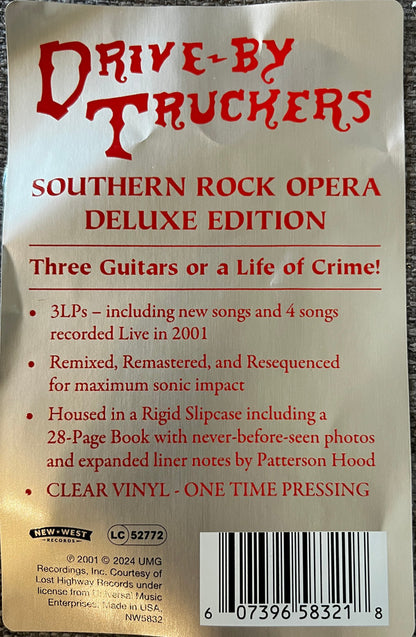 DRIVE-BY
TRUCKERS
SOUTHERN ROCK OPERA
DELUXE EDITION
Three Guitars or a Life of Crime!
• 3LPs – including new songs and 4 songs
recorded Live in 2001
• Remixed, Remastered, and Resequenced
for maximum sonic impact
• Housed in a Rigid Slipcase including a
28-Page Book with never-before-seen photos
and expanded liner notes by Patterson Hood
• CLEAR VINYL - ONE TIME PRESSING
NEW • WEST
RECORDS
LC 52772
℗ 2001 © 2024 UMG
Recordings, Inc. Courtesy of
Lost Highway Records under
license from Universal Music
Enterprises. Made in USA.
NW5832
6 07396 58321 8